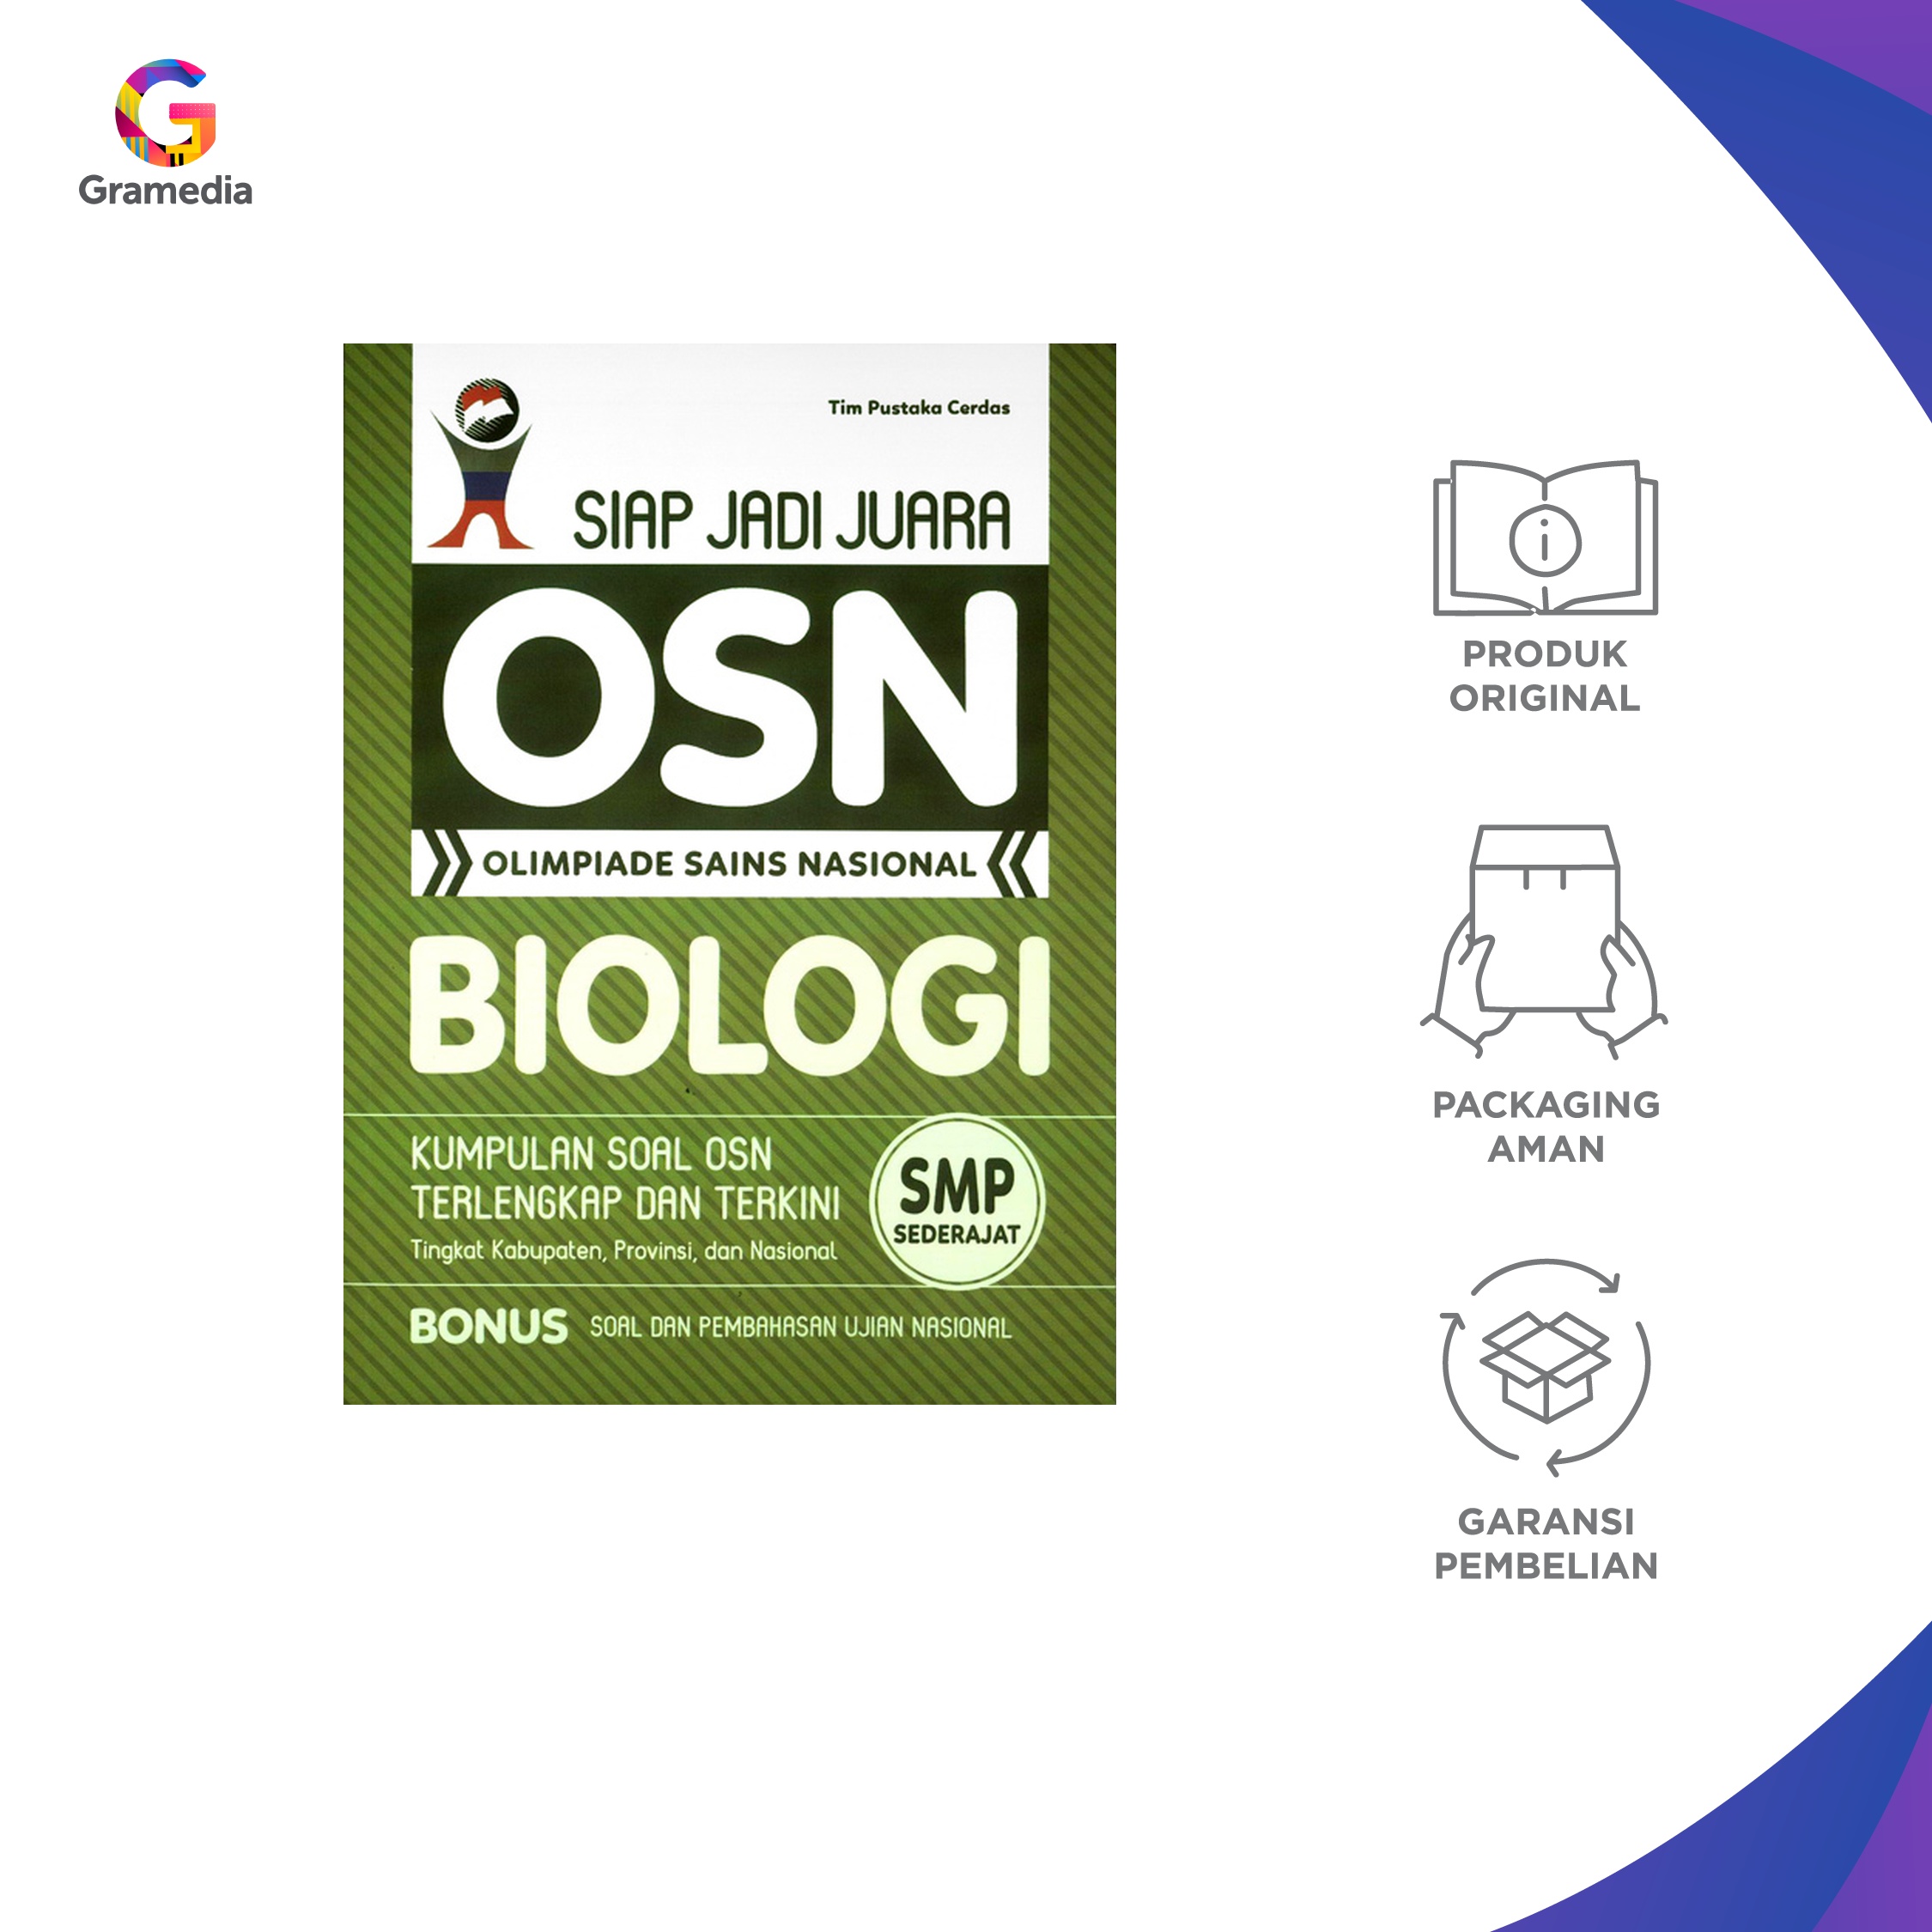 Gramedia
Tim Pustaka Cerdas
SIAP JADI JUARA
OSN
OLIMPIADE SAINS NASIONAL
BIOLOGI
KUMPULAN SOAL OSN
TERLENGKAP DAN TERKINI
Tingkat Kabupaten, Provinsi, dan Nasional
SMP
SEDERAJAT
BONUS SOAL DAN PEMBAHASAN UJIAN NASIONAL
PRODUK
ORIGINAL
PACKAGING
AMAN
GARANSI
PEMBELIAN